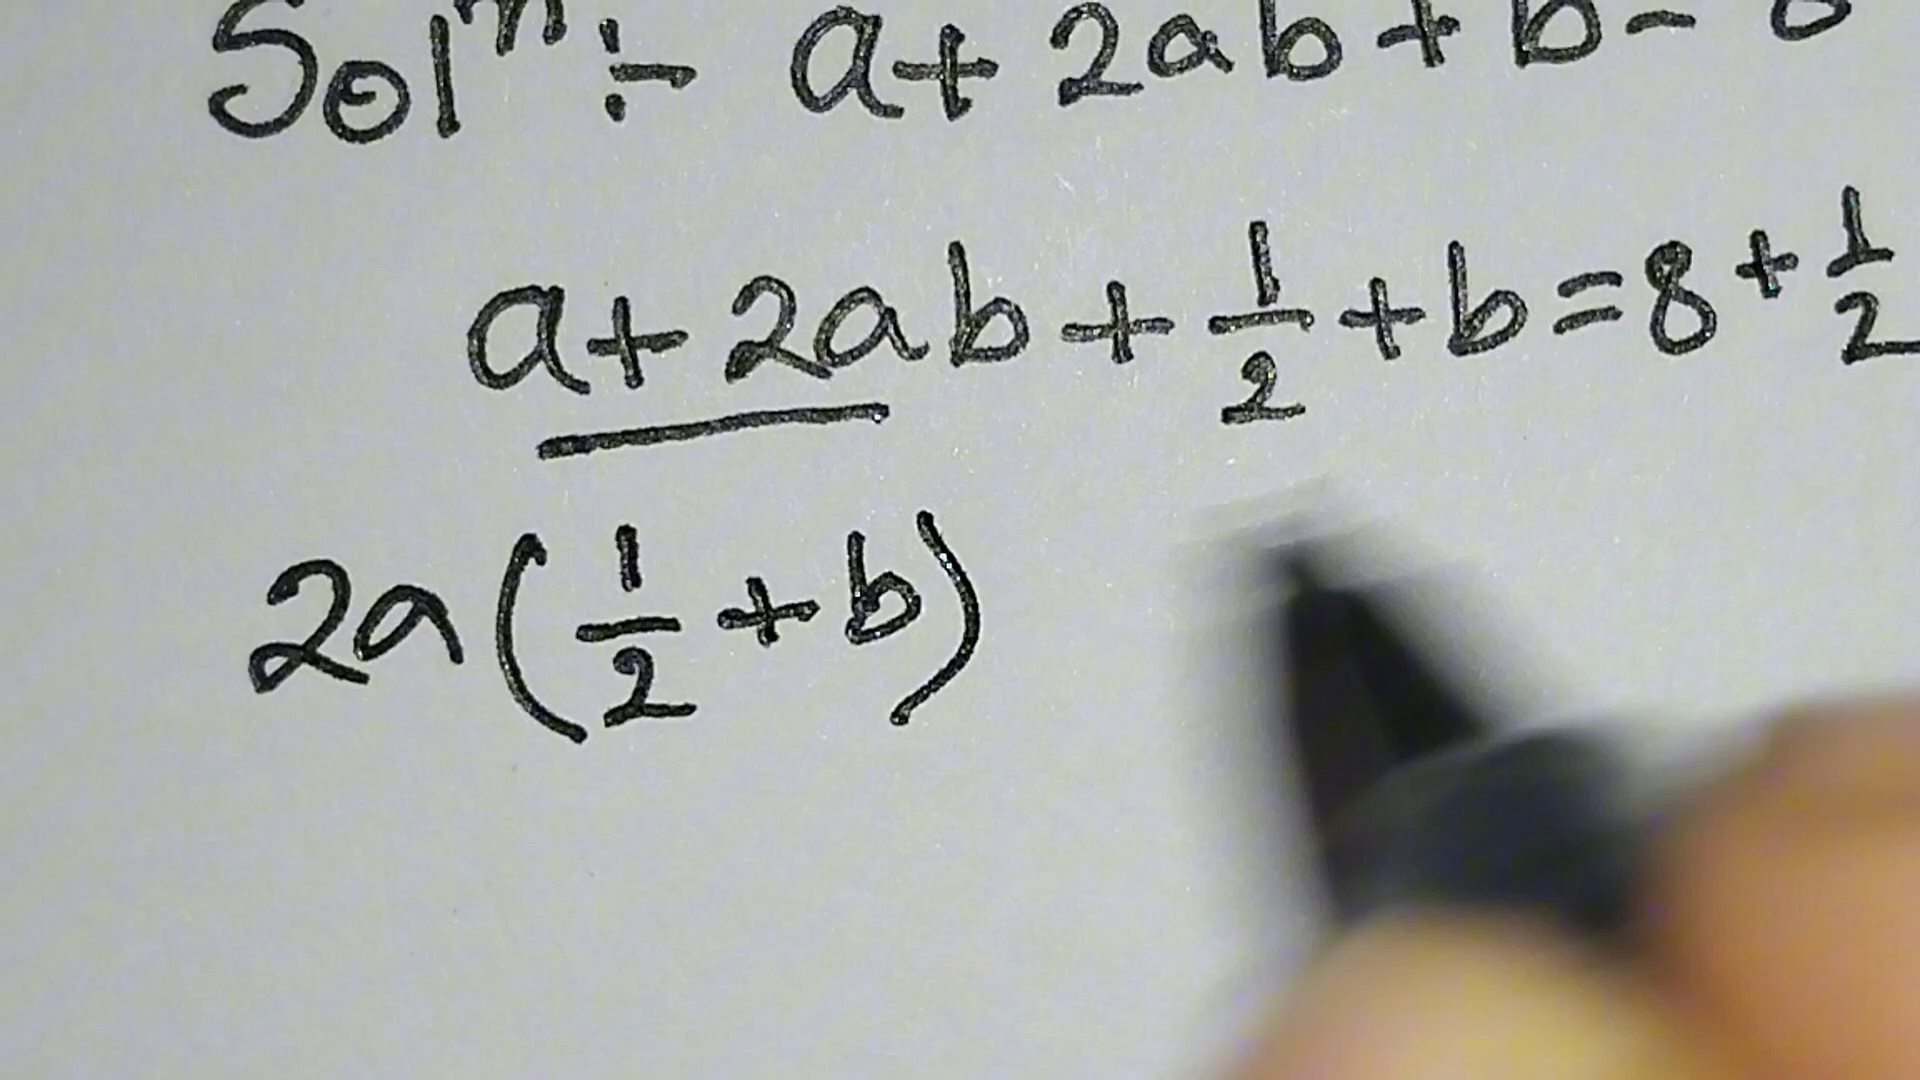 Solⁿ :- a + 2ab + b =
a + 2ab + 1/2 + b = 8 + 1/2
2a(1/2 + b)